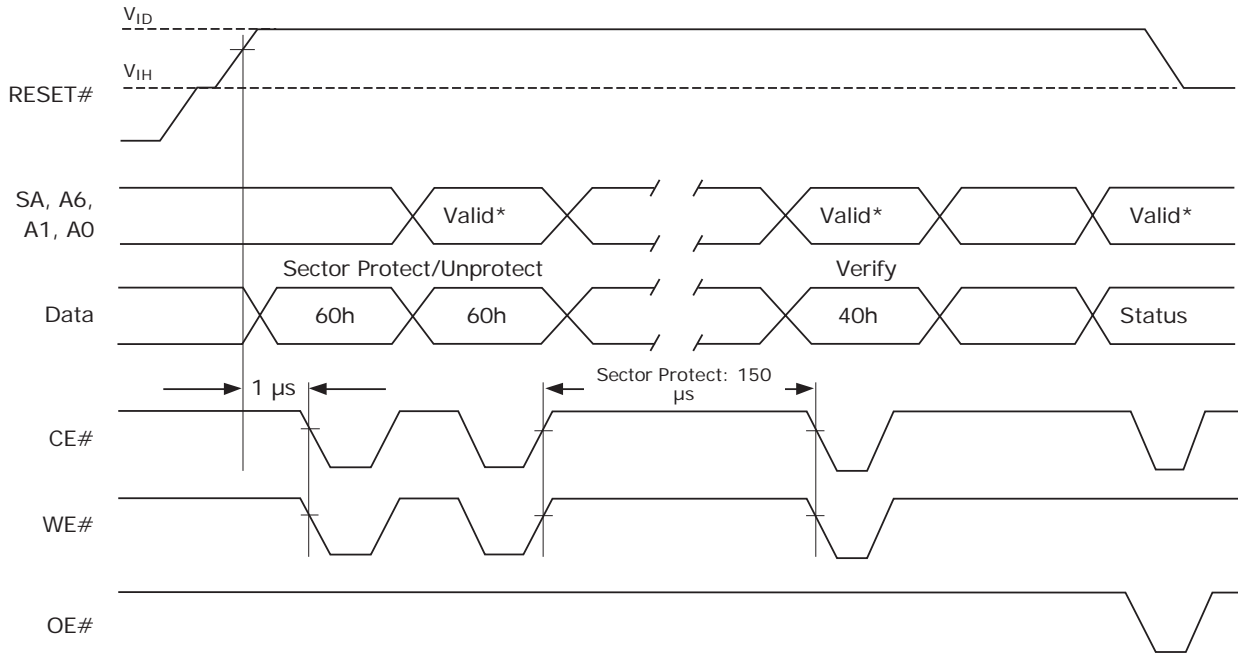 VID
VIH
RESET#
SA, A6,
A1, A0
Valid* Valid* Valid*
Sector Protect/Unprotect Verify
Data 60h 60h 40h Status
1 µs
Sector Protect: 150
µs
CE#
WE#
OE#